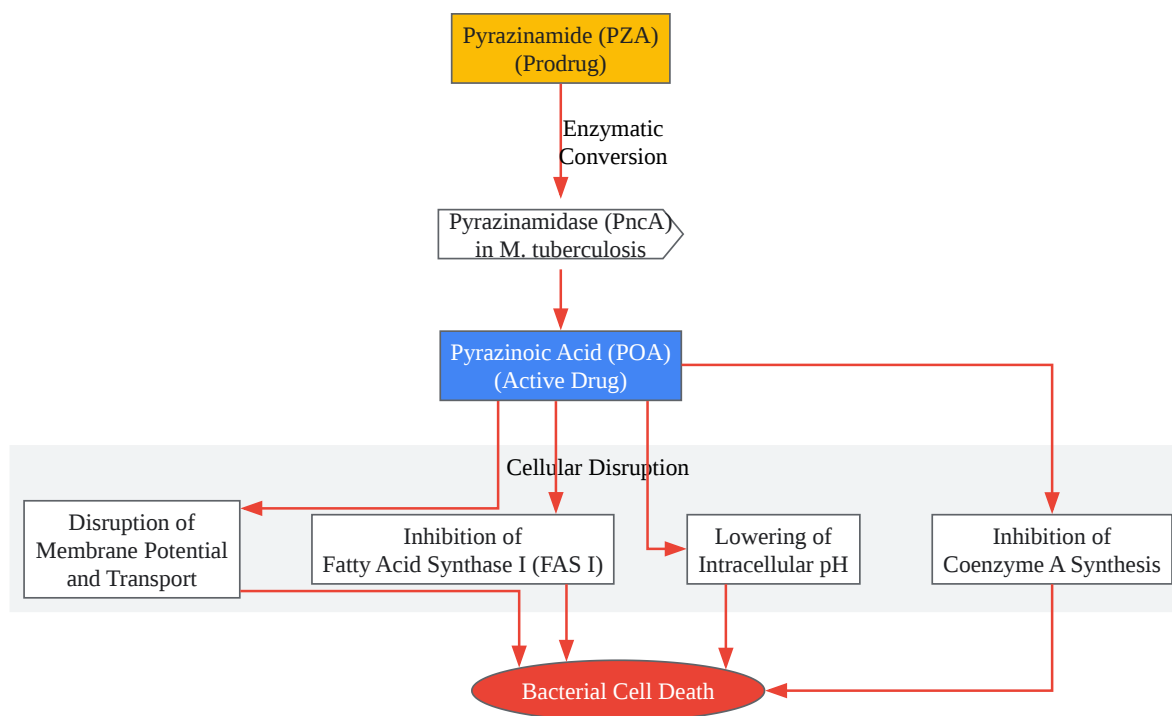 Pyrazinamide (PZA)
(Prodrug)
Enzymatic
Conversion
Pyrazinamidase (PncA)
in M. tuberculosis
Pyrazinoic Acid (POA)
(Active Drug)
Cellular Disruption
Disruption of
Membrane Potential
and Transport
Inhibition of
Fatty Acid Synthase I (FAS I)
Lowering of
Intracellular pH
Inhibition of
Coenzyme A Synthesis
Bacterial Cell Death